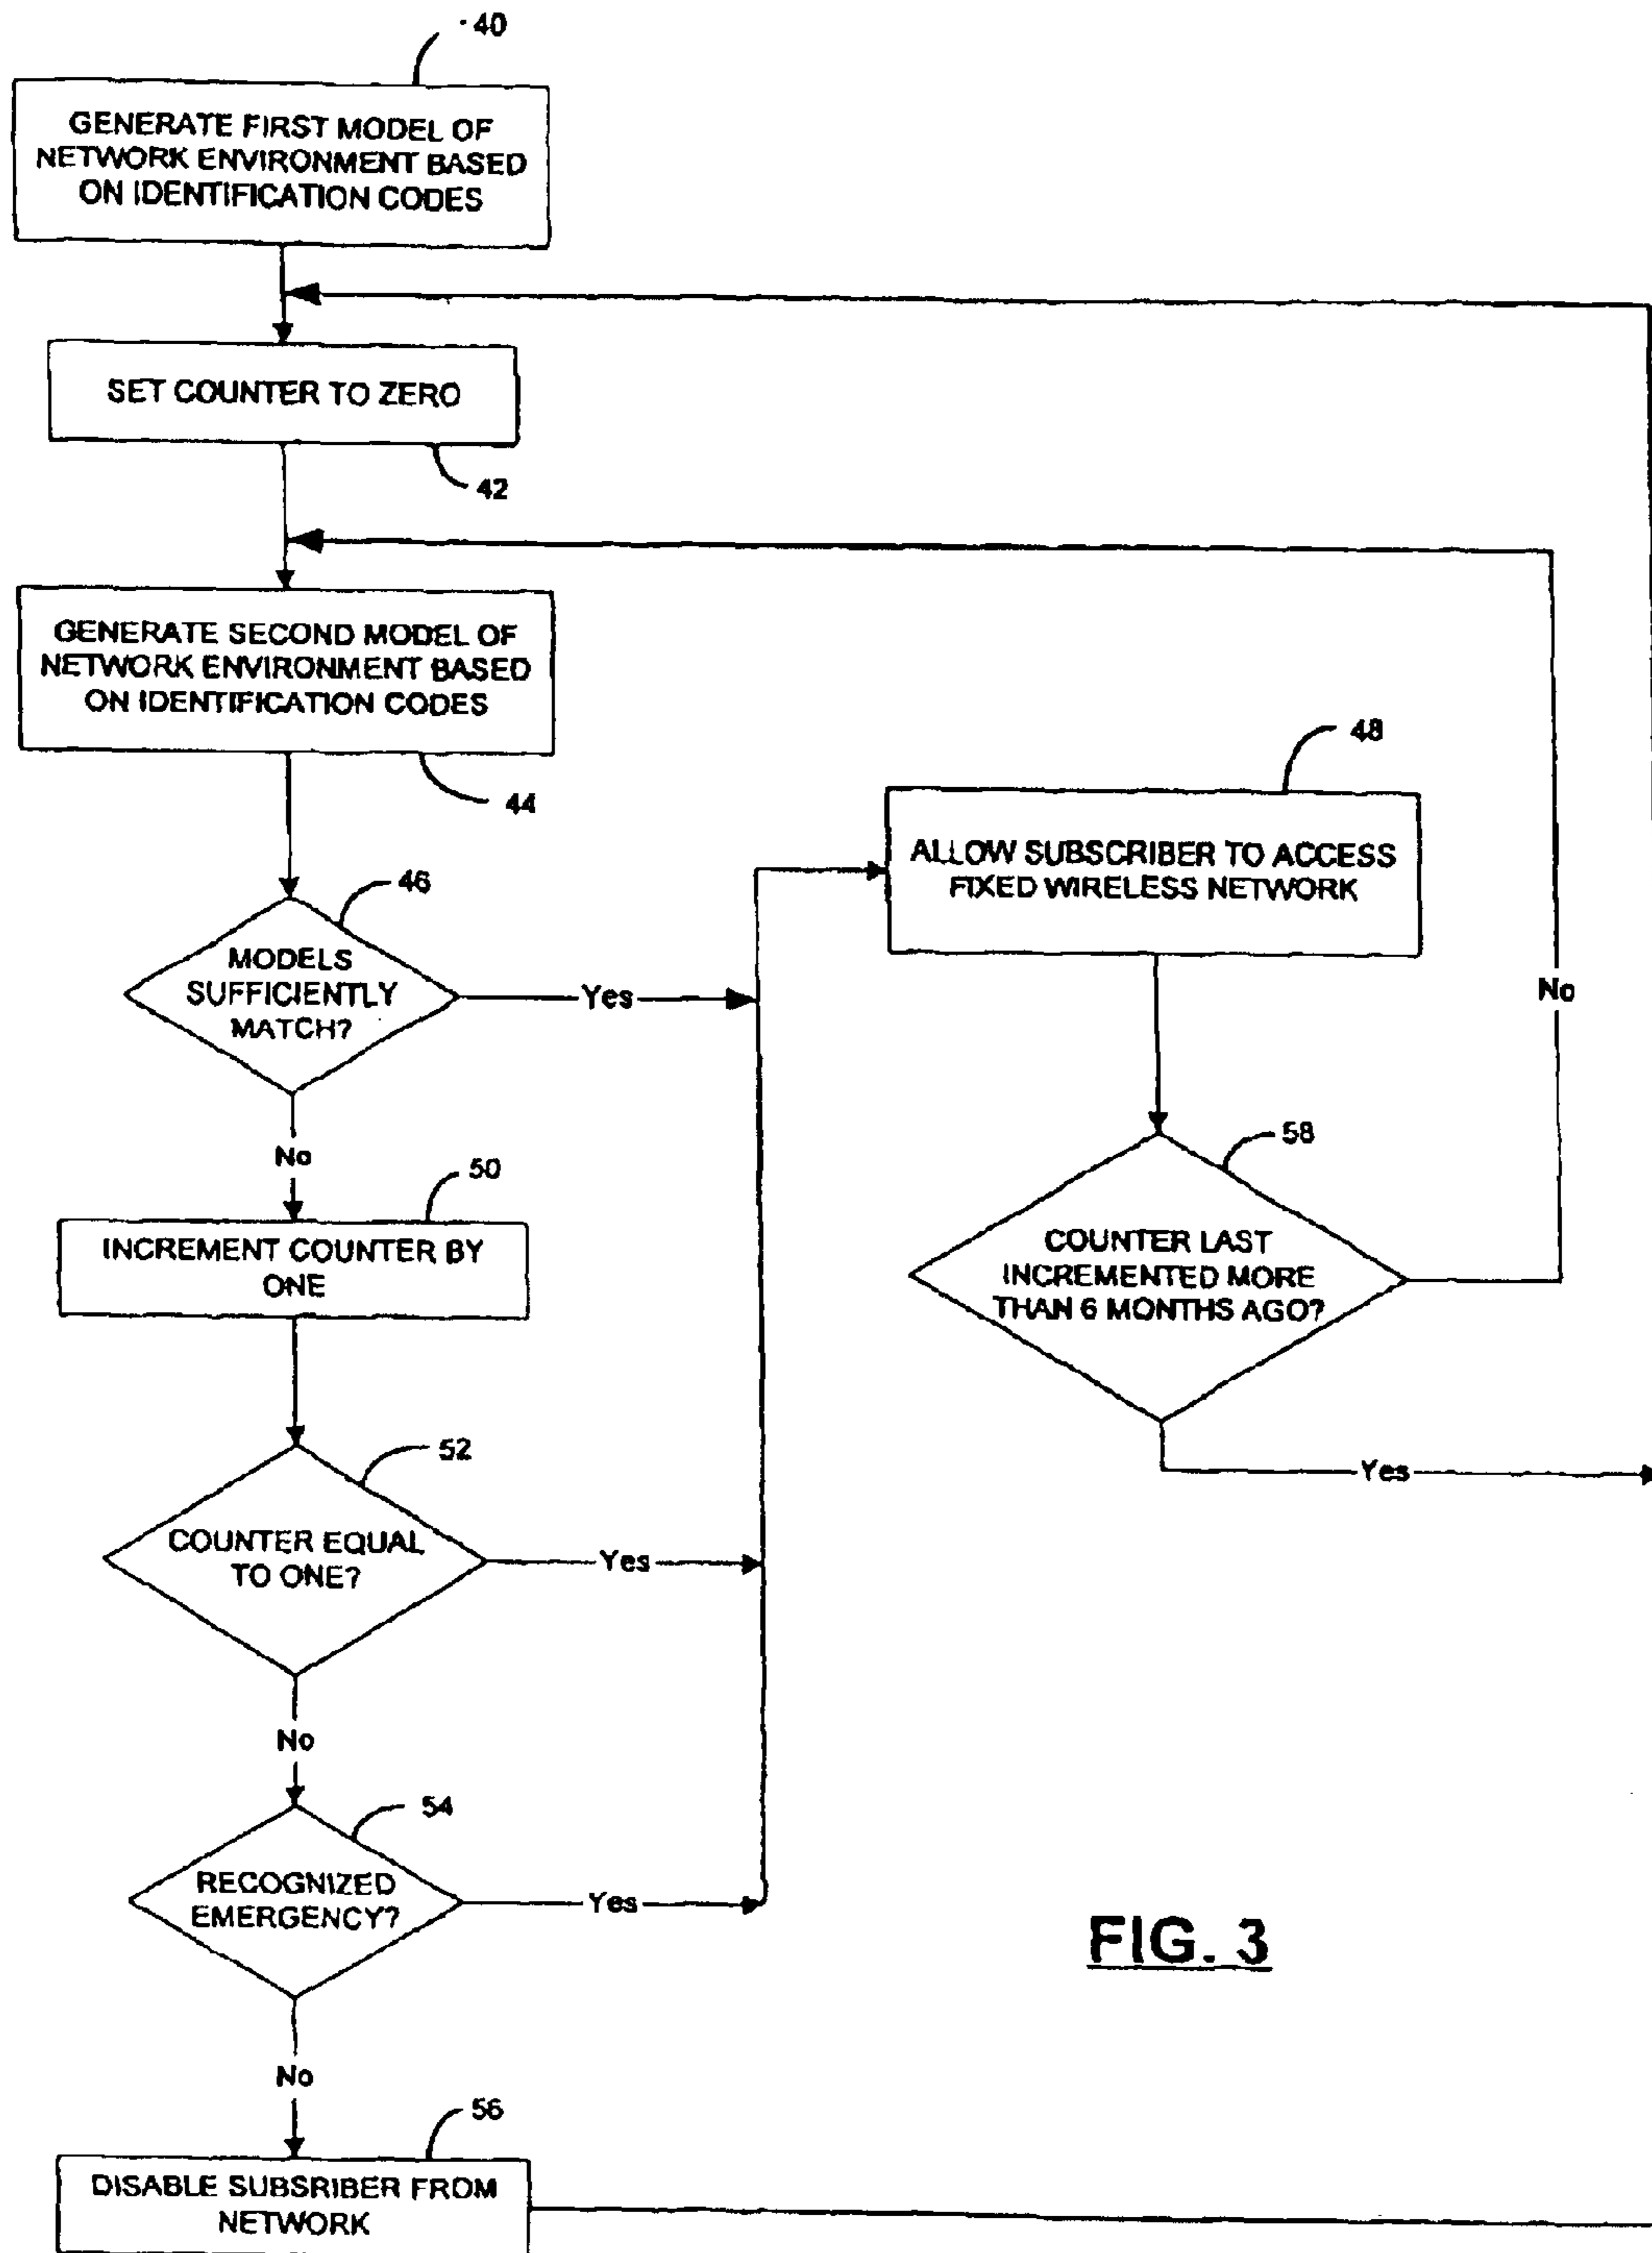 40
GENERATE FIRST MODEL OF
NETWORK ENVIRONMENT BASED
ON IDENTIFICATION CODES
SET COUNTER TO ZERO
42
GENERATE SECOND MODEL OF
NETWORK ENVIRONMENT BASED
ON IDENTIFICATION CODES
44
46
MODELS
SUFFICIENTLY
MATCH?
Yes
No
48
ALLOW SUBSCRIBER TO ACCESS
FIXED WIRELESS NETWORK
No
50
INCREMENT COUNTER BY
ONE
58
COUNTER LAST
INCREMENTED MORE
THAN 6 MONTHS AGO?
Yes
52
COUNTER EQUAL
TO ONE?
Yes
No
54
RECOGNIZED
EMERGENCY?
Yes
No
FIG. 3
56
DISABLE SUBSRIBER FROM
NETWORK